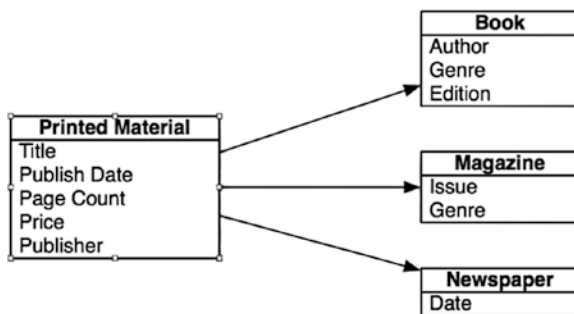 Printed Material
Title
Publish Date
Page Count
Price
Publisher
Book
Author
Genre
Edition
Magazine
Issue
Genre
Newspaper
Date